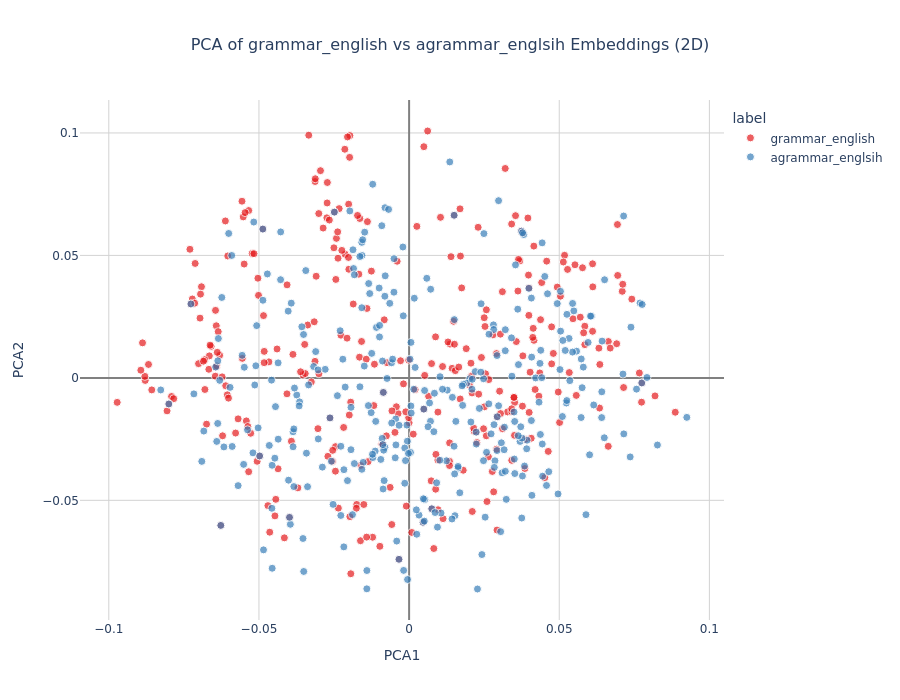 PCA of grammar_english vs agrammar_englsih Embeddings (2D)
label
grammar_english
agrammar_englsih
0.1
0.05
0
−0.05
−0.1
−0.05
0
0.05
0.1
PCA2
PCA1